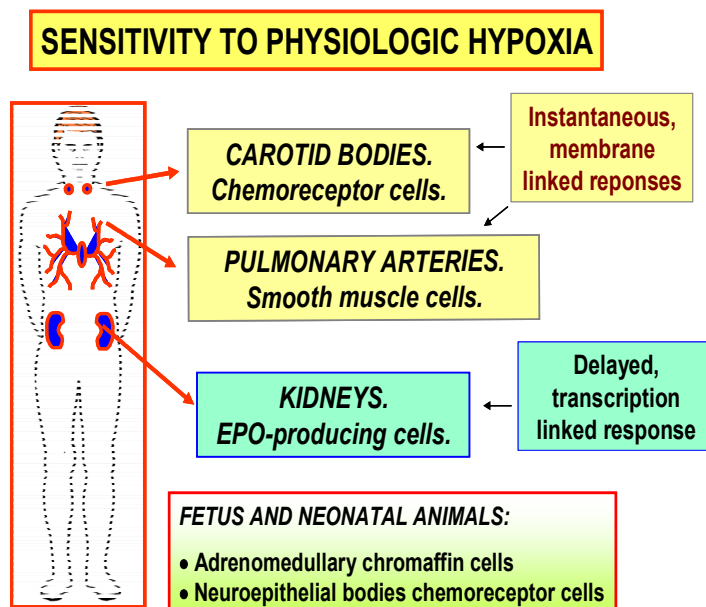 SENSITIVITY TO PHYSIOLOGIC HYPOXIA
CAROTID BODIES.
Chemoreceptor cells.
Instantaneous,
membrane
linked reponses
PULMONARY ARTERIES.
Smooth muscle cells.
KIDNEYS.
EPO-producing cells.
Delayed,
transcription
linked response
FETUS AND NEONATAL ANIMALS:
• Adrenomedullary chromaffin cells
• Neuroepithelial bodies chemoreceptor cells